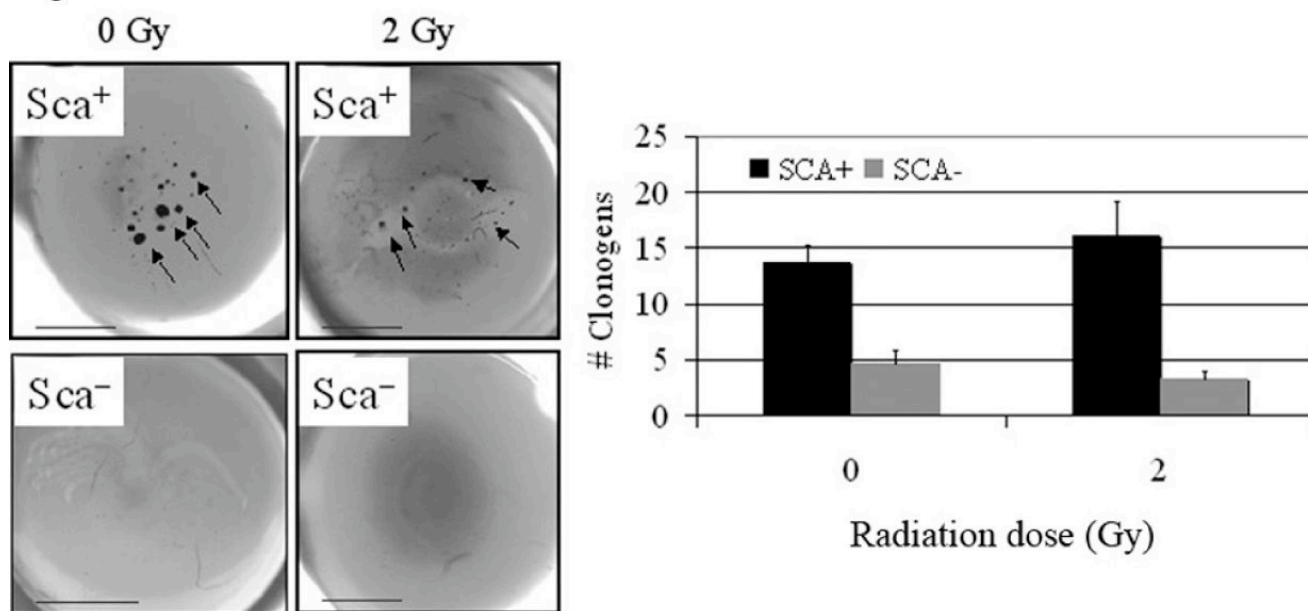 0 Gy 2 Gy
Sca⁺ Sca⁺
Sca⁻ Sca⁻
25
20
15
10
5
0
# Clonogens
SCA+ SCA-
0 2
Radiation dose (Gy)